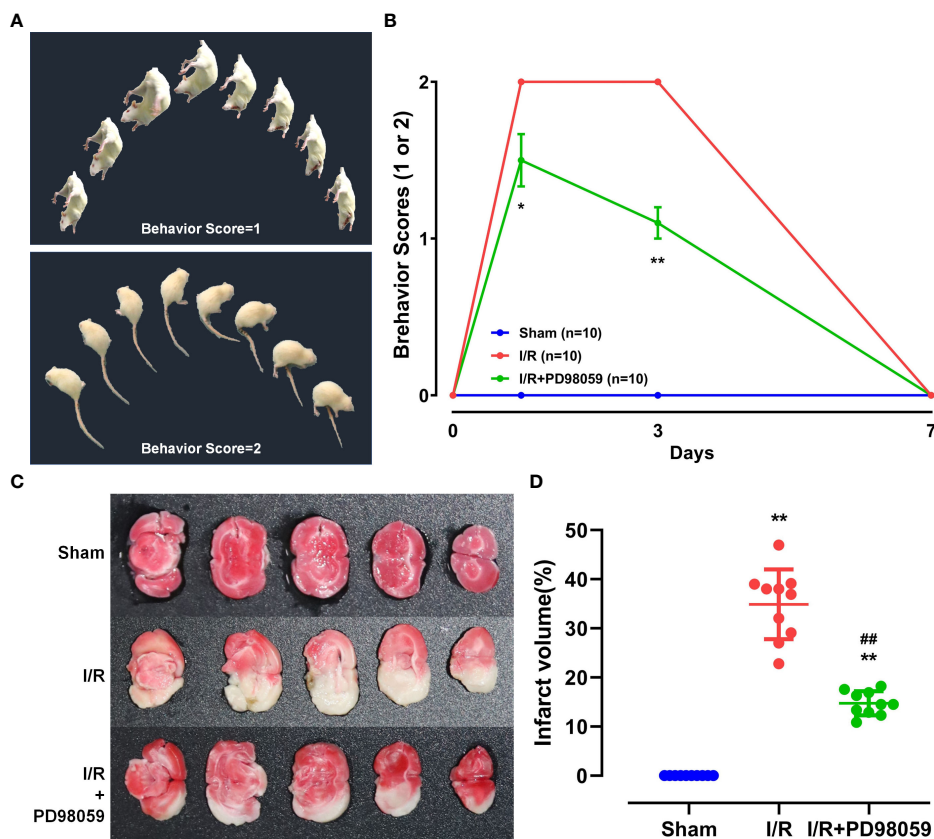 A
Behavior Score=1
Behavior Score=2
B
Brehavior Scores (1 or 2)
2
1
0
Sham (n=10)
I/R (n=10)
I/R+PD98059 (n=10)
*
**
0
3
7
Days
C
Sham
I/R
I/R
+
PD98059
D
Infarct volume(%)
50
40
30
20
10
0
**
##
**
Sham
I/R
I/R+PD98059